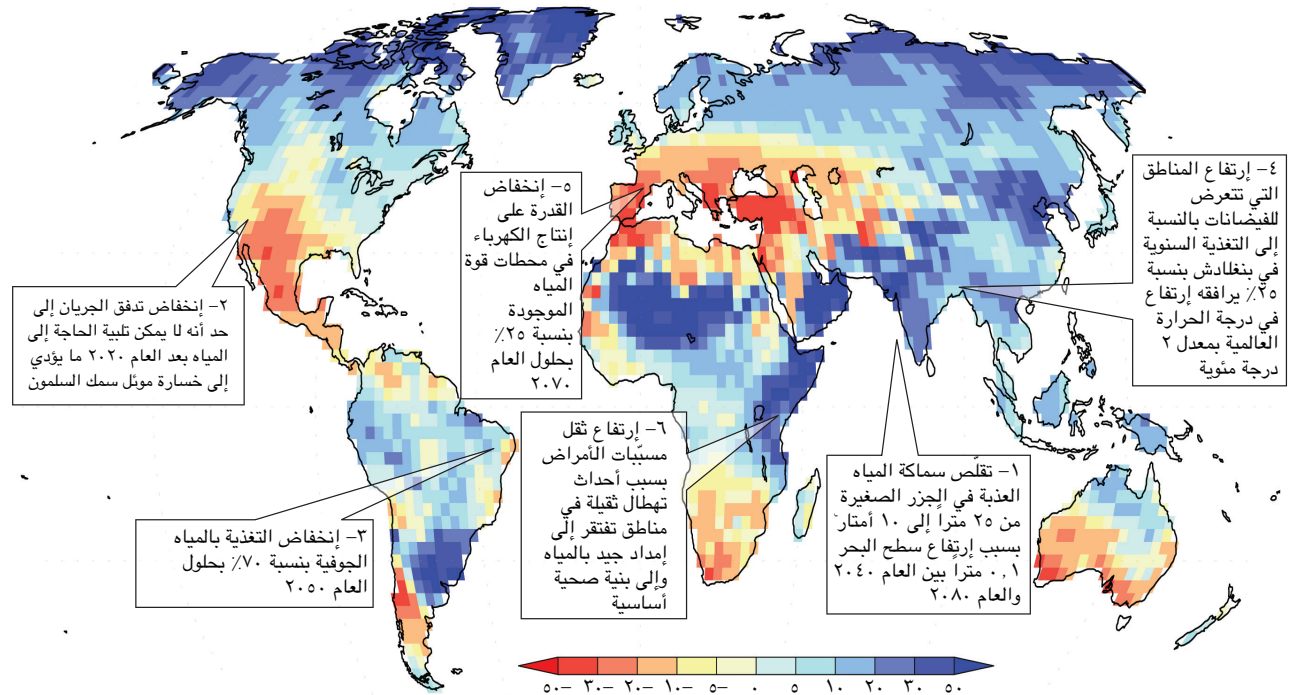 ٤- إرتفاع المناطق
التي تتعرض
للفيضانات بالنسبة
إلى التغذية السنوية
في بنغلادش بنسبة
٢٥٪ يرافقه إرتفاع
في درجة الحرارة
العالمية بمعدل ٢
درجة مئوية
٥- إنخفاض
القدرة على
إنتاج الكهرباء
في محطات قوة
المياه
الموجودة
بنسبة ٢٥٪
بحلول العام
٢٠٧٠
٢- إنخفاض تدفق الجريان إلى
حد أنه لا يمكن تلبية الحاجة إلى
المياه بعد العام ٢٠٢٠ ما يؤدي
إلى خسارة موئل سمك السلمون
٦- إرتفاع ثقل
مسبّبات الأمراض
بسبب أحداث
تهطال ثقيلة في
مناطق تفتقر إلى
إمداد جيد بالمياه
وإلى بنية صحية
أساسية
١- تقلّص سماكة المياه
العذبة في الجزر الصغيرة
من ٢٥ متراً إلى ١٠ أمتار
بسبب إرتفاع سطح البحر
٠,١ متراً بين العام ٢٠٤٠
والعام ٢٠٨٠
٣- إنخفاض التغذية بالمياه
الجوفية بنسبة ٧٠٪ بحلول
العام ٢٠٥٠
٥٠- ٣٠- ٢٠- ١٠- ٥- ٠ ٥ ١٠ ٢٠ ٣٠ ٥٠